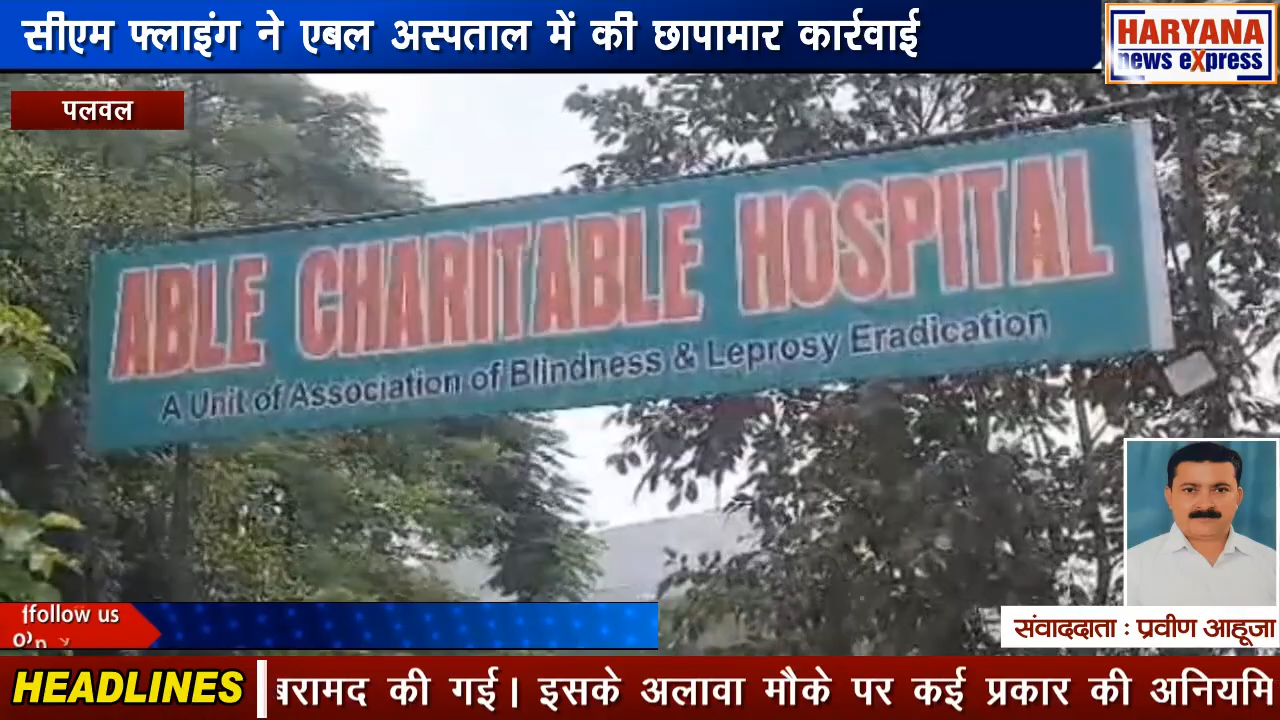 सीएम फ्लाइंग ने एबल अस्पताल में की छापामार कार्रवाई
HARYANA
news eXpress
पलवल
ABLE CHARITABLE HOSPITAL
A Unit of Association of Blindness & Leprosy Eradication
follow us
on
संवाददाता : प्रवीण आहूजा
HEADLINES
बरामद की गई। इसके अलावा मौके पर कई प्रकार की अनियमि